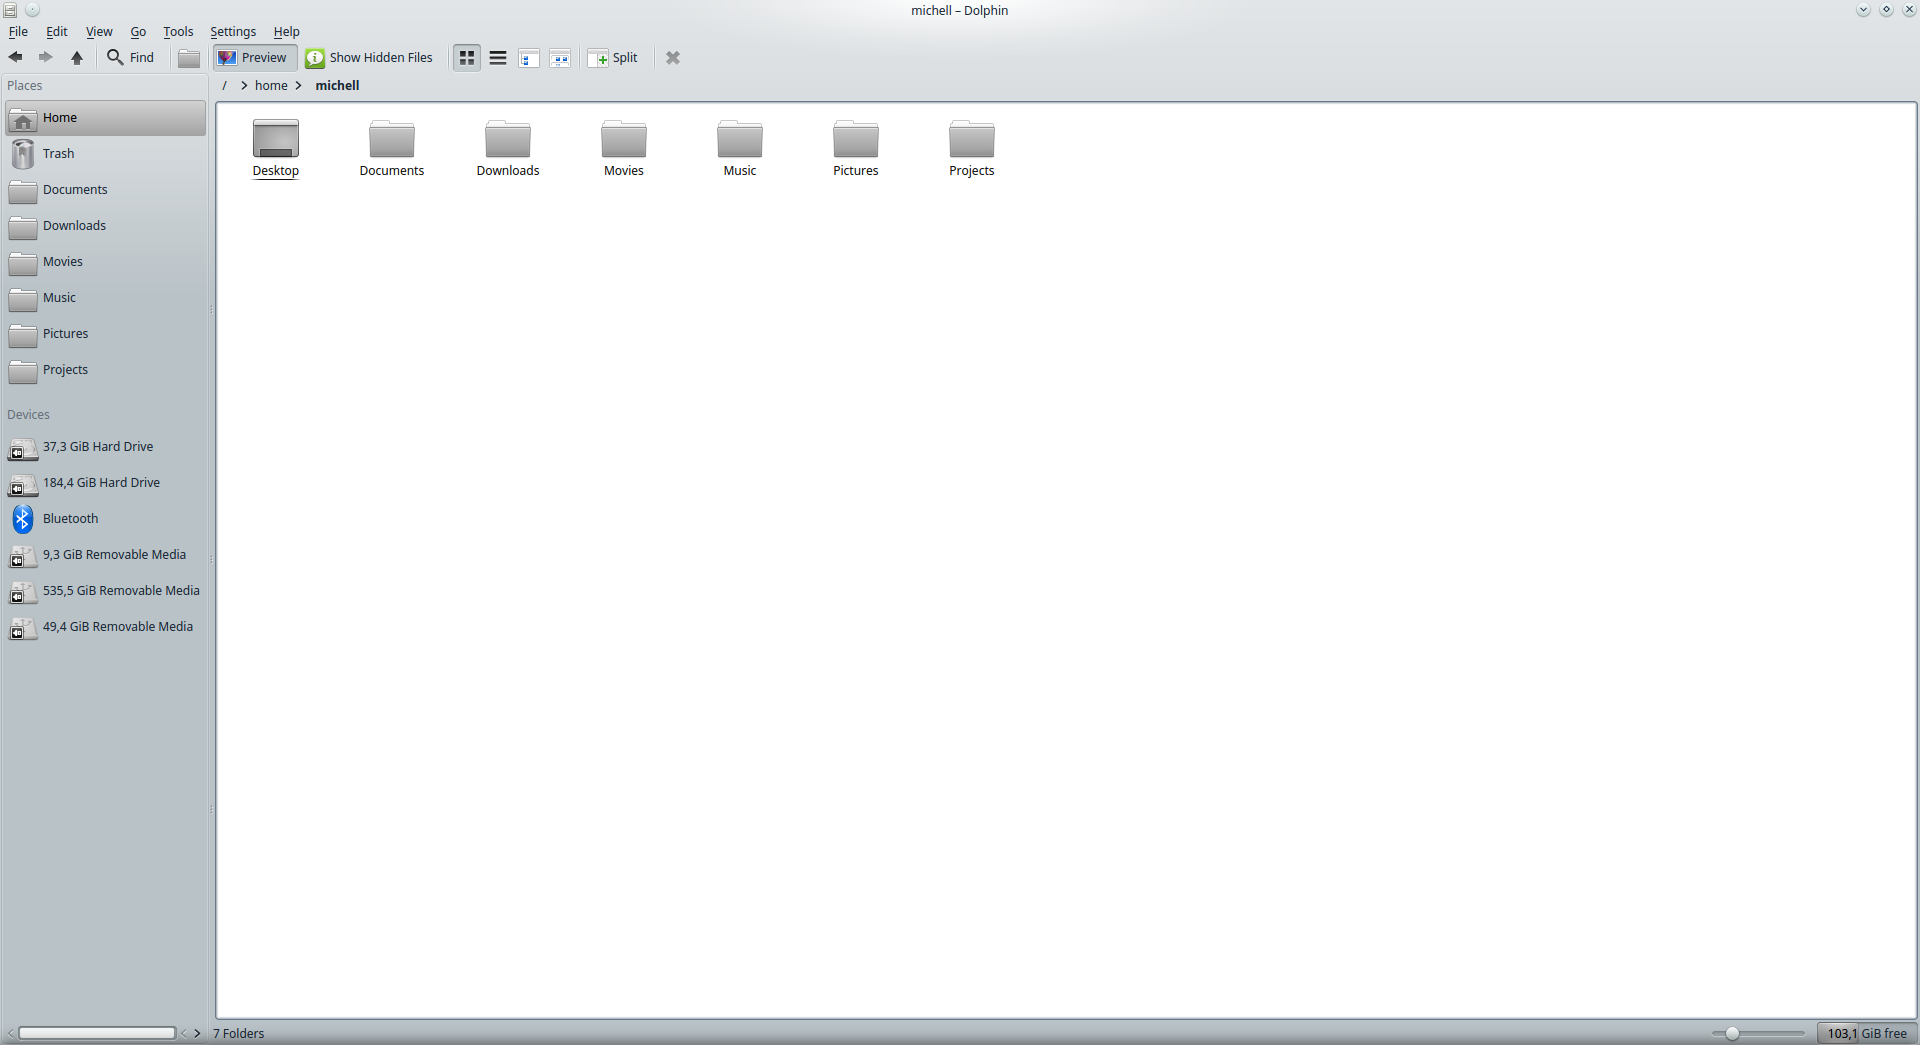 michell – Dolphin
File Edit View Go Tools Settings Help
Find Preview Show Hidden Files Split
Places
/ > home > michell
Home
Trash
Documents
Downloads
Movies
Music
Pictures
Projects
Devices
37,3 GiB Hard Drive
184,4 GiB Hard Drive
Bluetooth
9,3 GiB Removable Media
535,5 GiB Removable Media
49,4 GiB Removable Media
Desktop Documents Downloads Movies Music Pictures Projects
7 Folders
103,1 GiB free